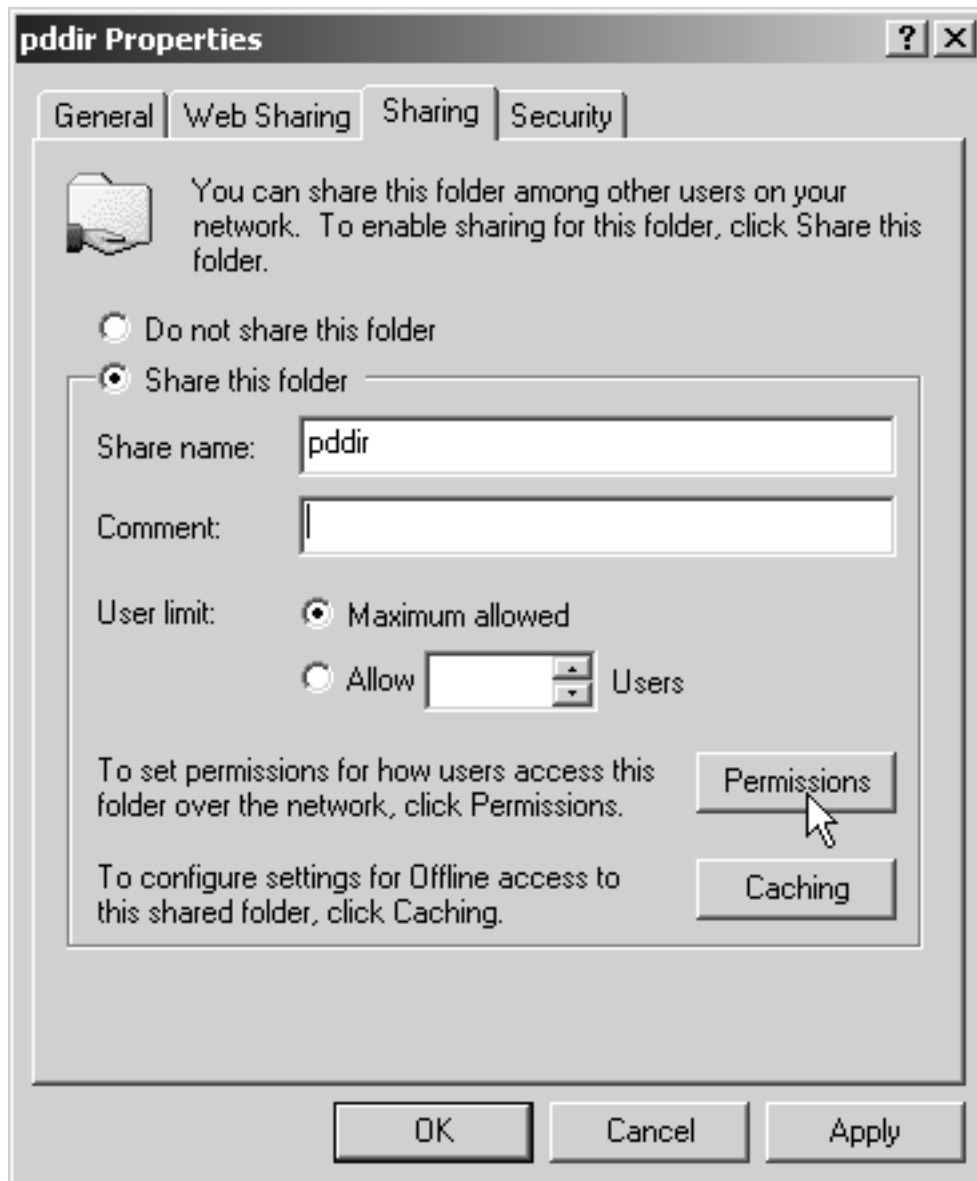 pddir Properties
General Web Sharing Sharing Security
You can share this folder among other users on your
network. To enable sharing for this folder, click Share this
folder.
Do not share this folder
Share this folder
Share name: pddir
Comment:
User limit: Maximum allowed
Allow Users
To set permissions for how users access this
folder over the network, click Permissions.
Permissions
To configure settings for Offline access to
this shared folder, click Caching.
Caching
OK Cancel Apply